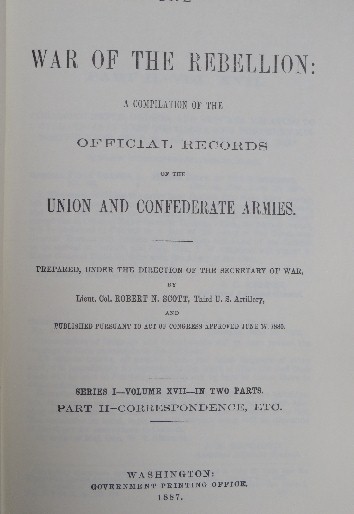 THE
WAR OF THE REBELLION:
A COMPILATION OF THE
OFFICIAL RECORDS
OF THE
UNION AND CONFEDERATE ARMIES.
PREPARED, UNDER THE DIRECTION OF THE SECRETARY OF WAR,
BY
Lieut. Col. ROBERT N. SCOTT, Third U. S. Artillery,
AND
PUBLISHED PURSUANT TO ACT OF CONGRESS APPROVED JUNE 16, 1880.
SERIES I—VOLUME XVII—IN TWO PARTS.
PART II—CORRESPONDENCE, ETC.
WASHINGTON:
GOVERNMENT PRINTING OFFICE.
1887.